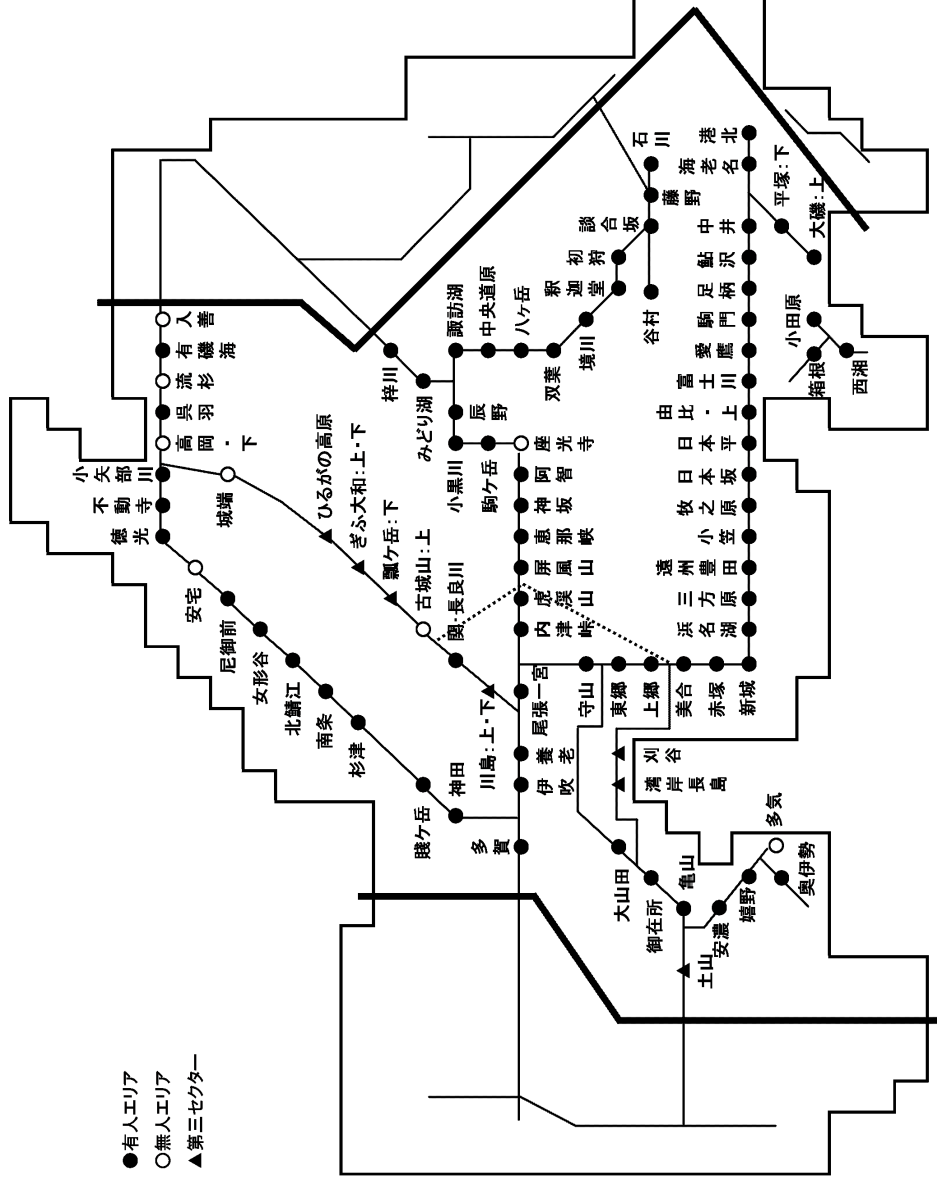 入善
有磯海
流杉
呉羽
高岡・下
小矢部川
不動寺
徳光
城端
安宅
尼御前
女形谷
北鯖江
南条
杉津
賤ケ岳
神田
多賀
ひるがの高原
ぎふ大和：上・下
瓢ケ岳：下
古城山：上
関・長良川
川島：上・下
梓川
みどり湖
諏訪湖
中央道原
八ヶ岳
双葉
境川
釈迦堂
初狩
談合坂
藤野
石川
谷村
辰野
小黒川
駒ケ岳
座光寺
阿智
神坂
恵那峡
屏風山
虎渓山
内津峠
尾張一宮
養老
伊吹
港北
海老名
中井
鮎沢
足柄
駒門
愛鷹
富士川
由比・上
日本平
日本坂
牧之原
小笠
遠州豊田
三方原
浜名湖
新城
赤塚
美合
上郷
東郷
守山
平塚：下
大磯：上
小田原
箱根
西湘
刈谷
湾岸長島
大山田
御在所
亀山
土山
安濃
嬉野
多気
奥伊勢
●有人エリア
○無人エリア
▲第三セクター